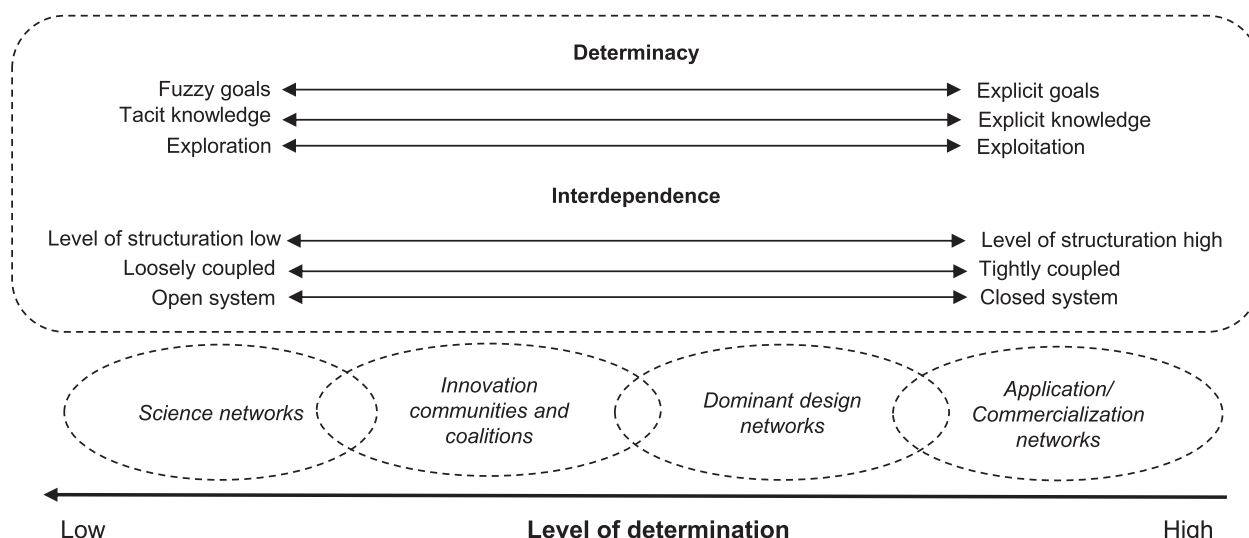 Determinacy
Fuzzy goals Explicit goals
Tacit knowledge Explicit knowledge
Exploration Exploitation
Interdependence
Level of structuration low Level of structuration high
Loosely coupled Tightly coupled
Open system Closed system
Science networks
Innovation
communities and
coalitions
Dominant design
networks
Application/
Commercialization
networks
Low Level of determination High